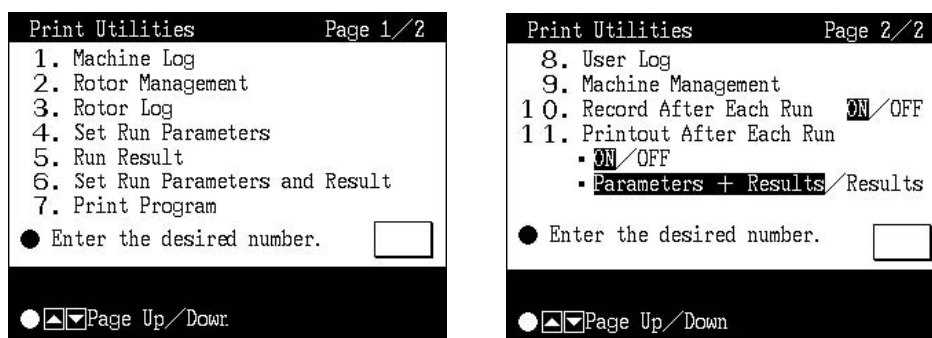 Print Utilities Page 1/2
1. Machine Log
2. Rotor Management
3. Rotor Log
4. Set Run Parameters
5. Run Result
6. Set Run Parameters and Result
7. Print Program
● Enter the desired number.
●▲▼Page Up/Down
Print Utilities Page 2/2
8. User Log
9. Machine Management
10. Record After Each Run ON/OFF
11. Printout After Each Run
▪ ON/OFF
▪ Parameters + Results/Results
● Enter the desired number.
●▲▼Page Up/Down